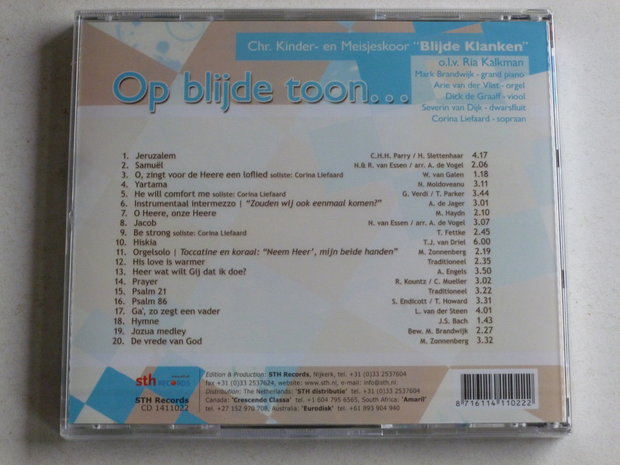 Chr. Kinder- en Meisjeskoor "Blijde Klanken"
o.l.v. Ria Kalkman
Op blijde toon...
Mark Brandwijk - grand piano
Arie van der Vlist - orgel
Dick de Graaff - viool
Severin van Dijk - dwarsfluit
Corina Liefaard - sopraan
1. Jeruzalem C.H.H. Parry / H. Slettenhaar 4.17
2. Samuël N.& R. van Essen / arr. A. de Vogel 2.06
3. O, zingt voor de Heere een loflied soliste: Corina Liefaard W. van Galen 1.18
4. Yartama N. Moldoveanu 3.11
5. He will comfort me soliste: Corina Liefaard G. Verdi / T. Parker 3.44
6. Instrumentaal intermezzo | "Zouden wij ook eenmaal komen?" A. de Jager 3.01
7. O Heere, onze Heere M. Haydn 2.10
8. Jacob N. van Essen / arr. A. de Vogel 3.07
9. Be strong soliste: Corina Liefaard T. Fettke 2.45
10. Hiskia T.J. van Driel 6.00
11. Orgelsolo | Toccatine en koraal: "Neem Heer', mijn beide handen" M. Zonnenberg 2.19
12. His love is warmer Traditioneel 2.35
13. Heer wat wilt Gij dat ik doe? A. Engels 3.50
14. Prayer R. Kountz / C. Mueller 3.02
15. Psalm 21 Traditioneel 3.22
16. Psalm 86 S. Endicott / T. Howard 3.31
17. Ga', zo zegt een vader L. van der Steen 4.01
18. Hymne J.S. Bach 1.43
19. Jozua medley Bew. M. Brandwijk 2.27
20. De vrede van God M. Zonnenberg 3.32
sth RECORDS
STH Records
CD 1411022
Edition & Production: STH Records, Nijkerk, tel. +31 (0)33 2537604
fax +31 (0)33 2537624, website: www.sth.nl, e-mail: info@sth.nl
Distribution: The Netherlands: 'STH distributie' tel. +31 (0)33 2537604
Canada: 'Crescendo Classa' tel. +1 604 795 6565, South Africa: 'Amaril'
tel. +27 152 970 708, Australia: 'Eurodisk' tel. +61 893 904 940
8 716114 110222